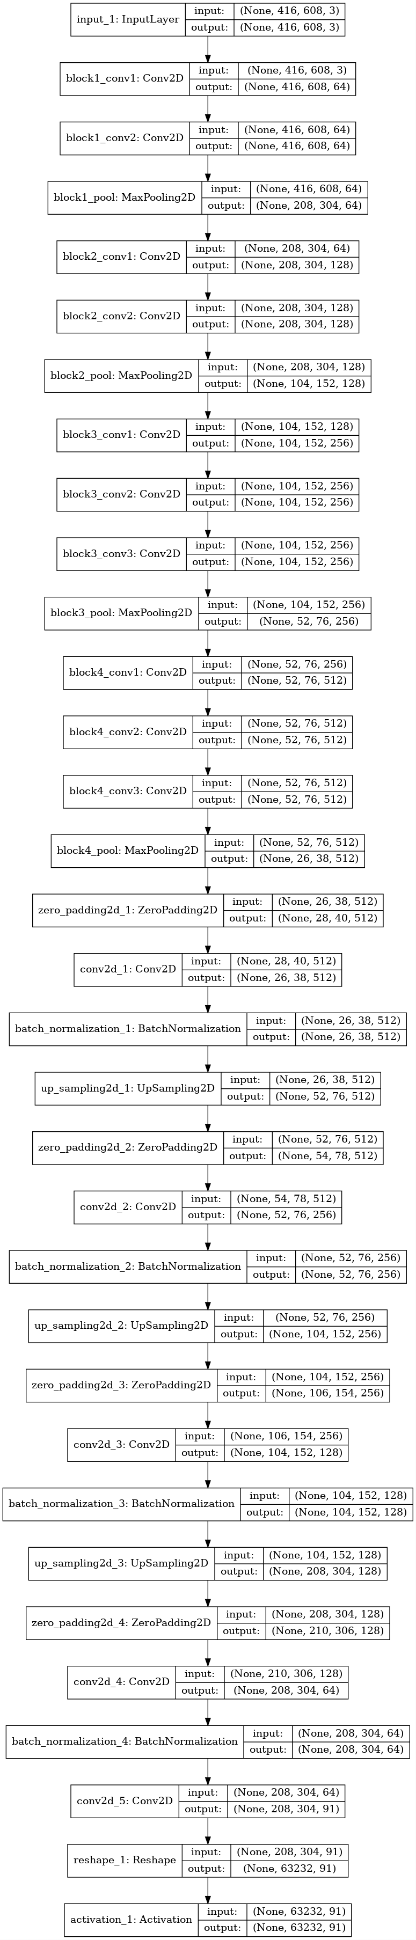 input_1: InputLayer
input: (None, 416, 608, 3)
output: (None, 416, 608, 3)
block1_conv1: Conv2D
input: (None, 416, 608, 3)
output: (None, 416, 608, 64)
block1_conv2: Conv2D
input: (None, 416, 608, 64)
output: (None, 416, 608, 64)
block1_pool: MaxPooling2D
input: (None, 416, 608, 64)
output: (None, 208, 304, 64)
block2_conv1: Conv2D
input: (None, 208, 304, 64)
output: (None, 208, 304, 128)
block2_conv2: Conv2D
input: (None, 208, 304, 128)
output: (None, 208, 304, 128)
block2_pool: MaxPooling2D
input: (None, 208, 304, 128)
output: (None, 104, 152, 128)
block3_conv1: Conv2D
input: (None, 104, 152, 128)
output: (None, 104, 152, 256)
block3_conv2: Conv2D
input: (None, 104, 152, 256)
output: (None, 104, 152, 256)
block3_conv3: Conv2D
input: (None, 104, 152, 256)
output: (None, 104, 152, 256)
block3_pool: MaxPooling2D
input: (None, 104, 152, 256)
output: (None, 52, 76, 256)
block4_conv1: Conv2D
input: (None, 52, 76, 256)
output: (None, 52, 76, 512)
block4_conv2: Conv2D
input: (None, 52, 76, 512)
output: (None, 52, 76, 512)
block4_conv3: Conv2D
input: (None, 52, 76, 512)
output: (None, 52, 76, 512)
block4_pool: MaxPooling2D
input: (None, 52, 76, 512)
output: (None, 26, 38, 512)
zero_padding2d_1: ZeroPadding2D
input: (None, 26, 38, 512)
output: (None, 28, 40, 512)
conv2d_1: Conv2D
input: (None, 28, 40, 512)
output: (None, 26, 38, 512)
batch_normalization_1: BatchNormalization
input: (None, 26, 38, 512)
output: (None, 26, 38, 512)
up_sampling2d_1: UpSampling2D
input: (None, 26, 38, 512)
output: (None, 52, 76, 512)
zero_padding2d_2: ZeroPadding2D
input: (None, 52, 76, 512)
output: (None, 54, 78, 512)
conv2d_2: Conv2D
input: (None, 54, 78, 512)
output: (None, 52, 76, 256)
batch_normalization_2: BatchNormalization
input: (None, 52, 76, 256)
output: (None, 52, 76, 256)
up_sampling2d_2: UpSampling2D
input: (None, 52, 76, 256)
output: (None, 104, 152, 256)
zero_padding2d_3: ZeroPadding2D
input: (None, 104, 152, 256)
output: (None, 106, 154, 256)
conv2d_3: Conv2D
input: (None, 106, 154, 256)
output: (None, 104, 152, 128)
batch_normalization_3: BatchNormalization
input: (None, 104, 152, 128)
output: (None, 104, 152, 128)
up_sampling2d_3: UpSampling2D
input: (None, 104, 152, 128)
output: (None, 208, 304, 128)
zero_padding2d_4: ZeroPadding2D
input: (None, 208, 304, 128)
output: (None, 210, 306, 128)
conv2d_4: Conv2D
input: (None, 210, 306, 128)
output: (None, 208, 304, 64)
batch_normalization_4: BatchNormalization
input: (None, 208, 304, 64)
output: (None, 208, 304, 64)
conv2d_5: Conv2D
input: (None, 208, 304, 64)
output: (None, 208, 304, 91)
reshape_1: Reshape
input: (None, 208, 304, 91)
output: (None, 63232, 91)
activation_1: Activation
input: (None, 63232, 91)
output: (None, 63232, 91)